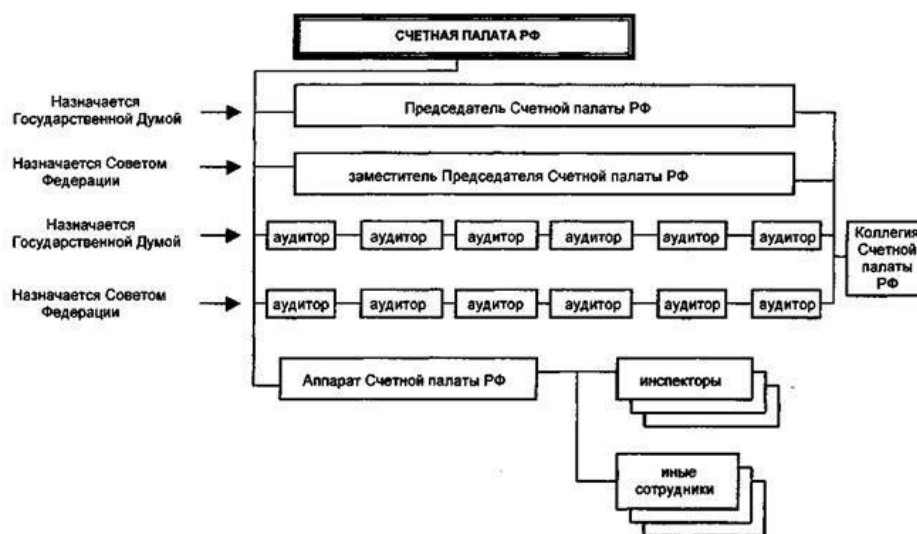 СЧЕТНАЯ ПАЛАТА РФ
Назначается
Государственной Думой
Председатель Счетной палаты РФ
Назначается Советом
Федерации
заместитель Председателя Счетной палаты РФ
Назначается
Государственной Думой
аудитор аудитор аудитор аудитор аудитор аудитор
Коллегия
Счетной
палаты
РФ
Назначается Советом
Федерации
аудитор аудитор аудитор аудитор аудитор аудитор
Аппарат Счетной палаты РФ
инспекторы
иные
сотрудники